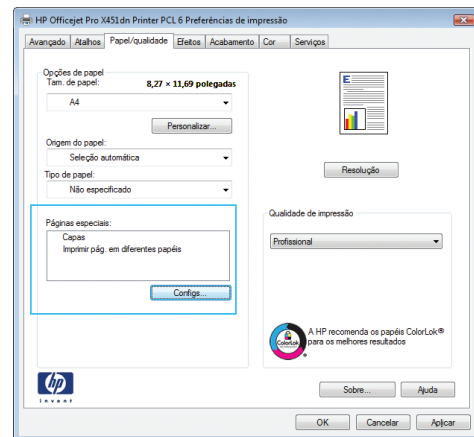 HP Officejet Pro X451dn Printer PCL 6 Preferências de impressão
Avançado Atalhos Papel/qualidade Efeitos Acabamento Cor Serviços
Opções de papel
Tam. de papel: 8,27 × 11,69 polegadas
A4
Personalizar...
Origem do papel:
Seleção automática
Tipo de papel:
Não especificado
Páginas especiais:
Capas
Imprimir pág. em diferentes papéis
Configs...
E
Resolução
Qualidade de impressão
Profissional
ColorLok
A HP recomenda os papéis ColorLok®
para os melhores resultados
hp
invent
Sobre... Ajuda
OK Cancelar Aplicar